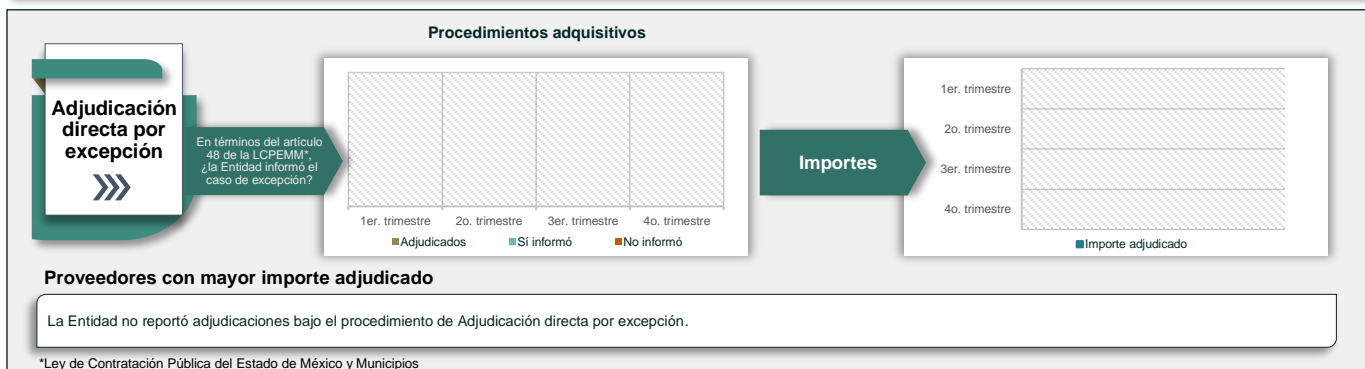 Procedimientos adquisitivos
Adjudicación
directa por
excepción
En términos del artículo
48 de la LCPEMM*,
¿la Entidad informó el
caso de excepción?
1er. trimestre 2o. trimestre 3er. trimestre 4o. trimestre
Adjudicados Sí informó No informó
Importes
1er. trimestre
2o. trimestre
3er. trimestre
4o. trimestre
Importe adjudicado
Proveedores con mayor importe adjudicado
La Entidad no reportó adjudicaciones bajo el procedimiento de Adjudicación directa por excepción.
*Ley de Contratación Pública del Estado de México y Municipios